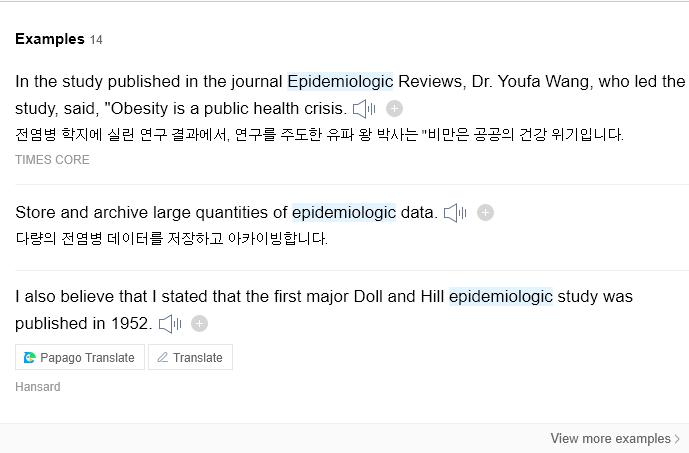 Examples 14
In the study published in the journal Epidemiologic Reviews, Dr. Youfa Wang, who led the
study, said, "Obesity is a public health crisis.
전염병 학지에 실린 연구 결과에서, 연구를 주도한 유파 왕 박사는 "비만은 공공의 건강 위기입니다.
TIMES CORE
Store and archive large quantities of epidemiologic data.
다량의 전염병 데이터를 저장하고 아카이빙합니다.
I also believe that I stated that the first major Doll and Hill epidemiologic study was
published in 1952.
Papago Translate Translate
Hansard
View more examples